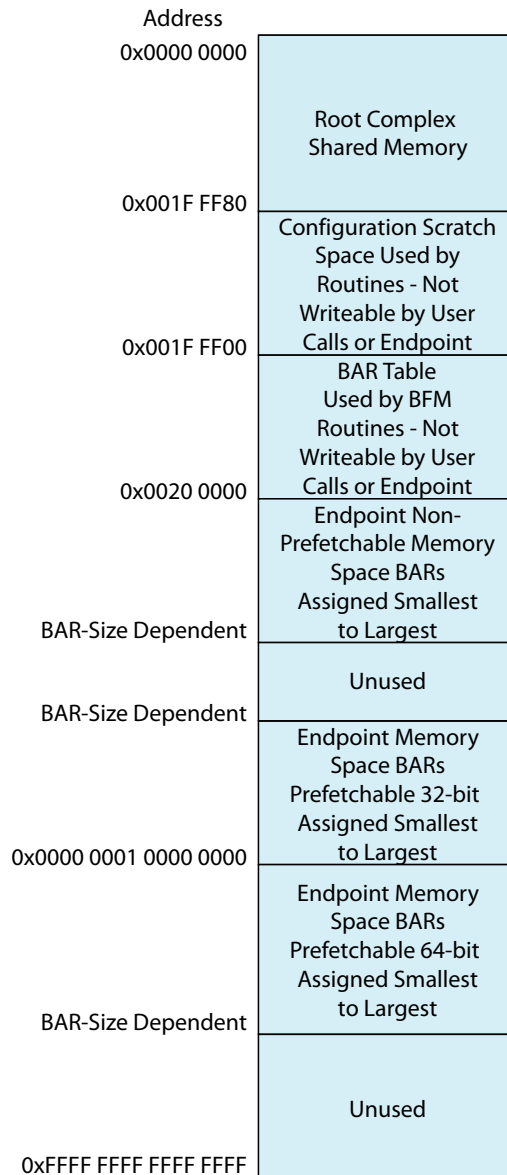 Address
0x0000 0000
Root Complex
Shared Memory
0x001F FF80
Configuration Scratch
Space Used by
Routines - Not
Writeable by User
Calls or Endpoint
0x001F FF00
BAR Table
Used by BFM
Routines - Not
Writeable by User
Calls or Endpoint
0x0020 0000
Endpoint Non-
Prefetchable Memory
Space BARs
Assigned Smallest
to Largest
BAR-Size Dependent
Unused
BAR-Size Dependent
Endpoint Memory
Space BARs
Prefetchable 32-bit
Assigned Smallest
to Largest
0x0000 0001 0000 0000
Endpoint Memory
Space BARs
Prefetchable 64-bit
Assigned Smallest
to Largest
BAR-Size Dependent
Unused
0xFFFF FFFF FFFF FFFF